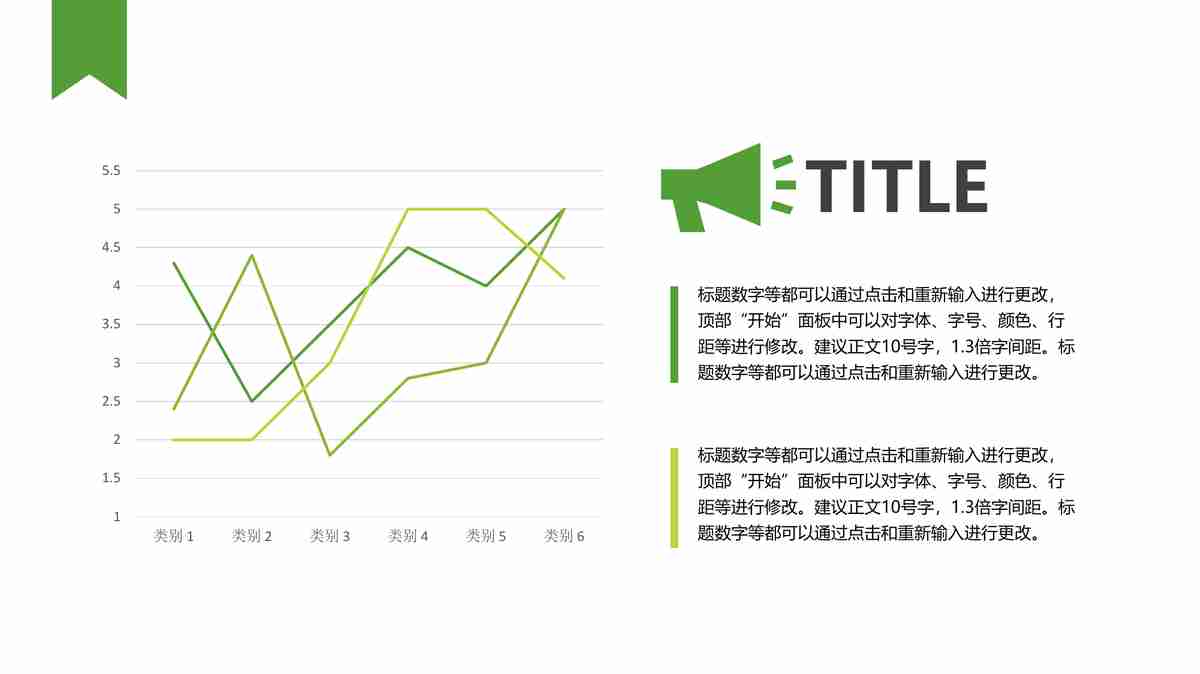 5.5
5
4.5
4
3.5
3
2.5
2
1.5
1
类别 1 类别 2 类别 3 类别 4 类别 5 类别 6
TITLE
标题数字等都可以通过点击和重新输入进行更改，
顶部“开始”面板中可以对字体、字号、颜色、行
距等进行修改。建议正文10号字，1.3倍字间距。标
题数字等都可以通过点击和重新输入进行更改。
标题数字等都可以通过点击和重新输入进行更改，
顶部“开始”面板中可以对字体、字号、颜色、行
距等进行修改。建议正文10号字，1.3倍字间距。标
题数字等都可以通过点击和重新输入进行更改。